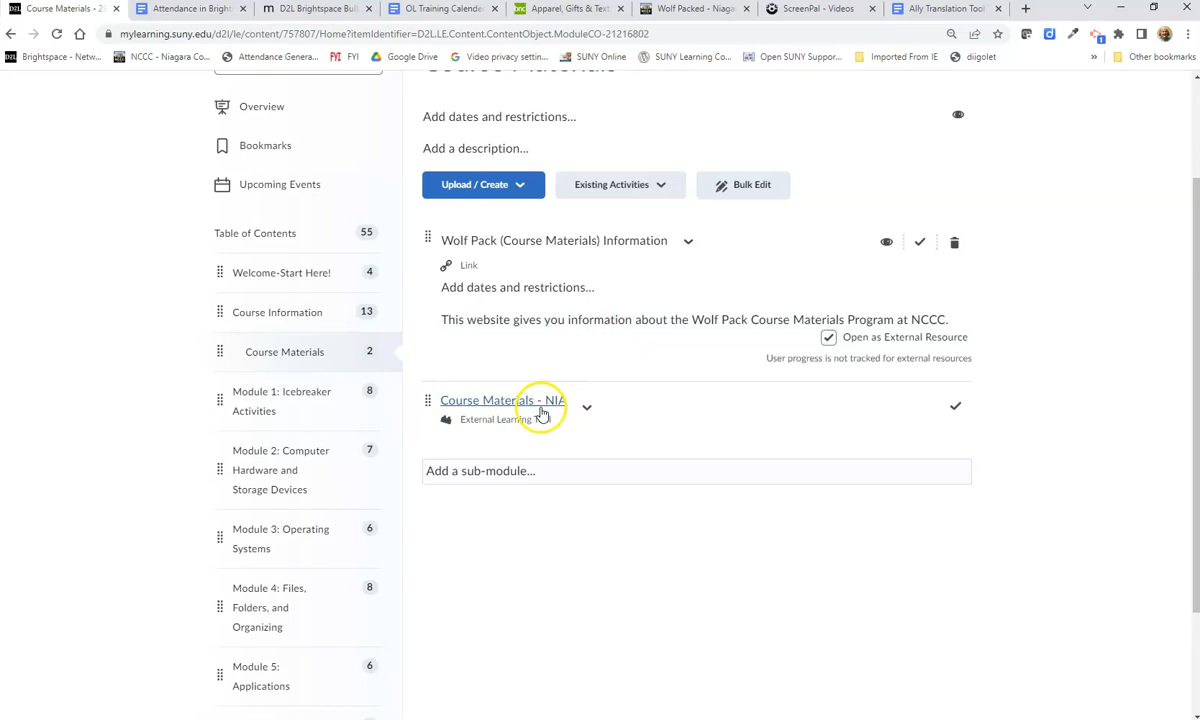 Course Materials - 23
Attendance in Bright
D2L Brightspace Bui
OL Training Calender
Apparel, Gifts & Text
Wolf Packed - Niaga
ScreenPal - Videos
Ally Translation Tool
mylearning.suny.edu/d2l/le/content/757807/Home?itemIdentifier=D2L.LE.Content.ContentObject.ModuleCO-21216802
Brightspace - Netw...
NCCC - Niagara Co...
Attendance Genera...
FYI
Google Drive
Video privacy settin...
SUNY Online
SUNY Learning Co...
Open SUNY Suppor...
Imported From IE
diigolet
»
Other bookmarks
Course Materials
Overview
Bookmarks
Upcoming Events
Table of Contents 55
Welcome-Start Here! 4
Course Information 13
Course Materials 2
Module 1: Icebreaker 8
Activities
Module 2: Computer 7
Hardware and
Storage Devices
Module 3: Operating 6
Systems
Module 4: Files, 8
Folders, and
Organizing
Module 5: 6
Applications
Add dates and restrictions...
Add a description...
Upload / Create
Existing Activities
Bulk Edit
Wolf Pack (Course Materials) Information
Link
Add dates and restrictions...
This website gives you information about the Wolf Pack Course Materials Program at NCCC.
Open as External Resource
User progress is not tracked for external resources
Course Materials - NIA
External Learning Tool
Add a sub-module...